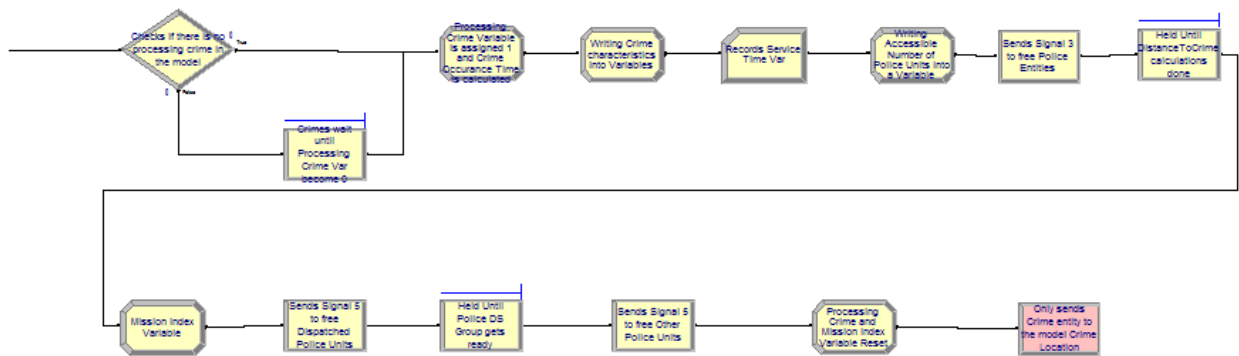 Checks if there is no
processing crime in
the model
0
True
0
False
Crimes wait
until
Processing
Crime Var
become 0
Processing
Crime Variable
is assigned 1
and Crime
Occurance Time
is calculated
Writing Crime
characteristics
into Variables
Records Service
Time Var
Writing
Accessible
Number of
Police Units into
a Variable
Sends Signal 3
to free Police
Entities
Held Until
DistanceToCrime
calculations
done
Mission Index
Variable
Sends Signal 5
to free
Dispatched
Police Units
Held Until
Police DS
Group gets
ready
Sends Signal 5
to free Other
Police Units
Processing
Crime and
Mission Index
Variable Reset
Only sends
Crime entity to
the model Crime
Location